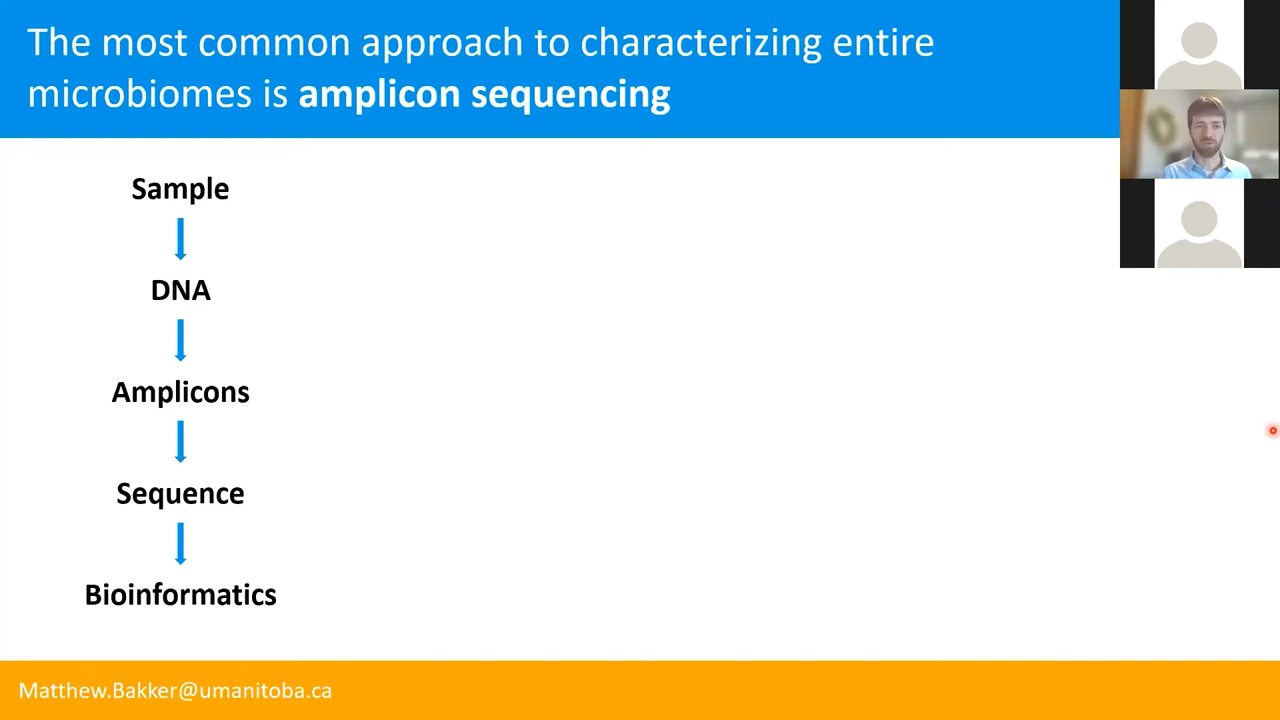 The most common approach to characterizing entire
microbiomes is amplicon sequencing
Sample
DNA
Amplicons
Sequence
Bioinformatics
Matthew.Bakker@umanitoba.ca